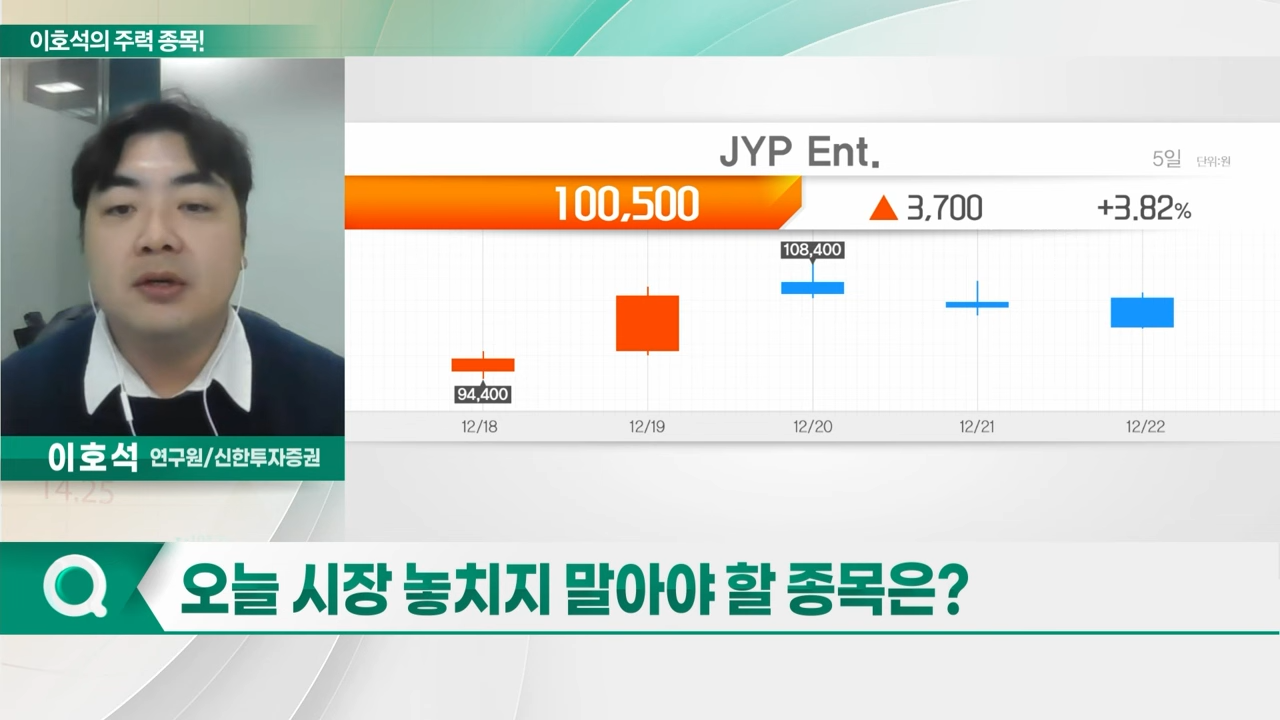 이호석의 주력 종목!
JYP Ent.
5일 단위:원
100,500 ▲ 3,700 +3.82%
108,400
94,400
12/18 12/19 12/20 12/21 12/22
이호석 연구원/신한투자증권
14.25
오늘 시장 놓치지 말아야 할 종목은?